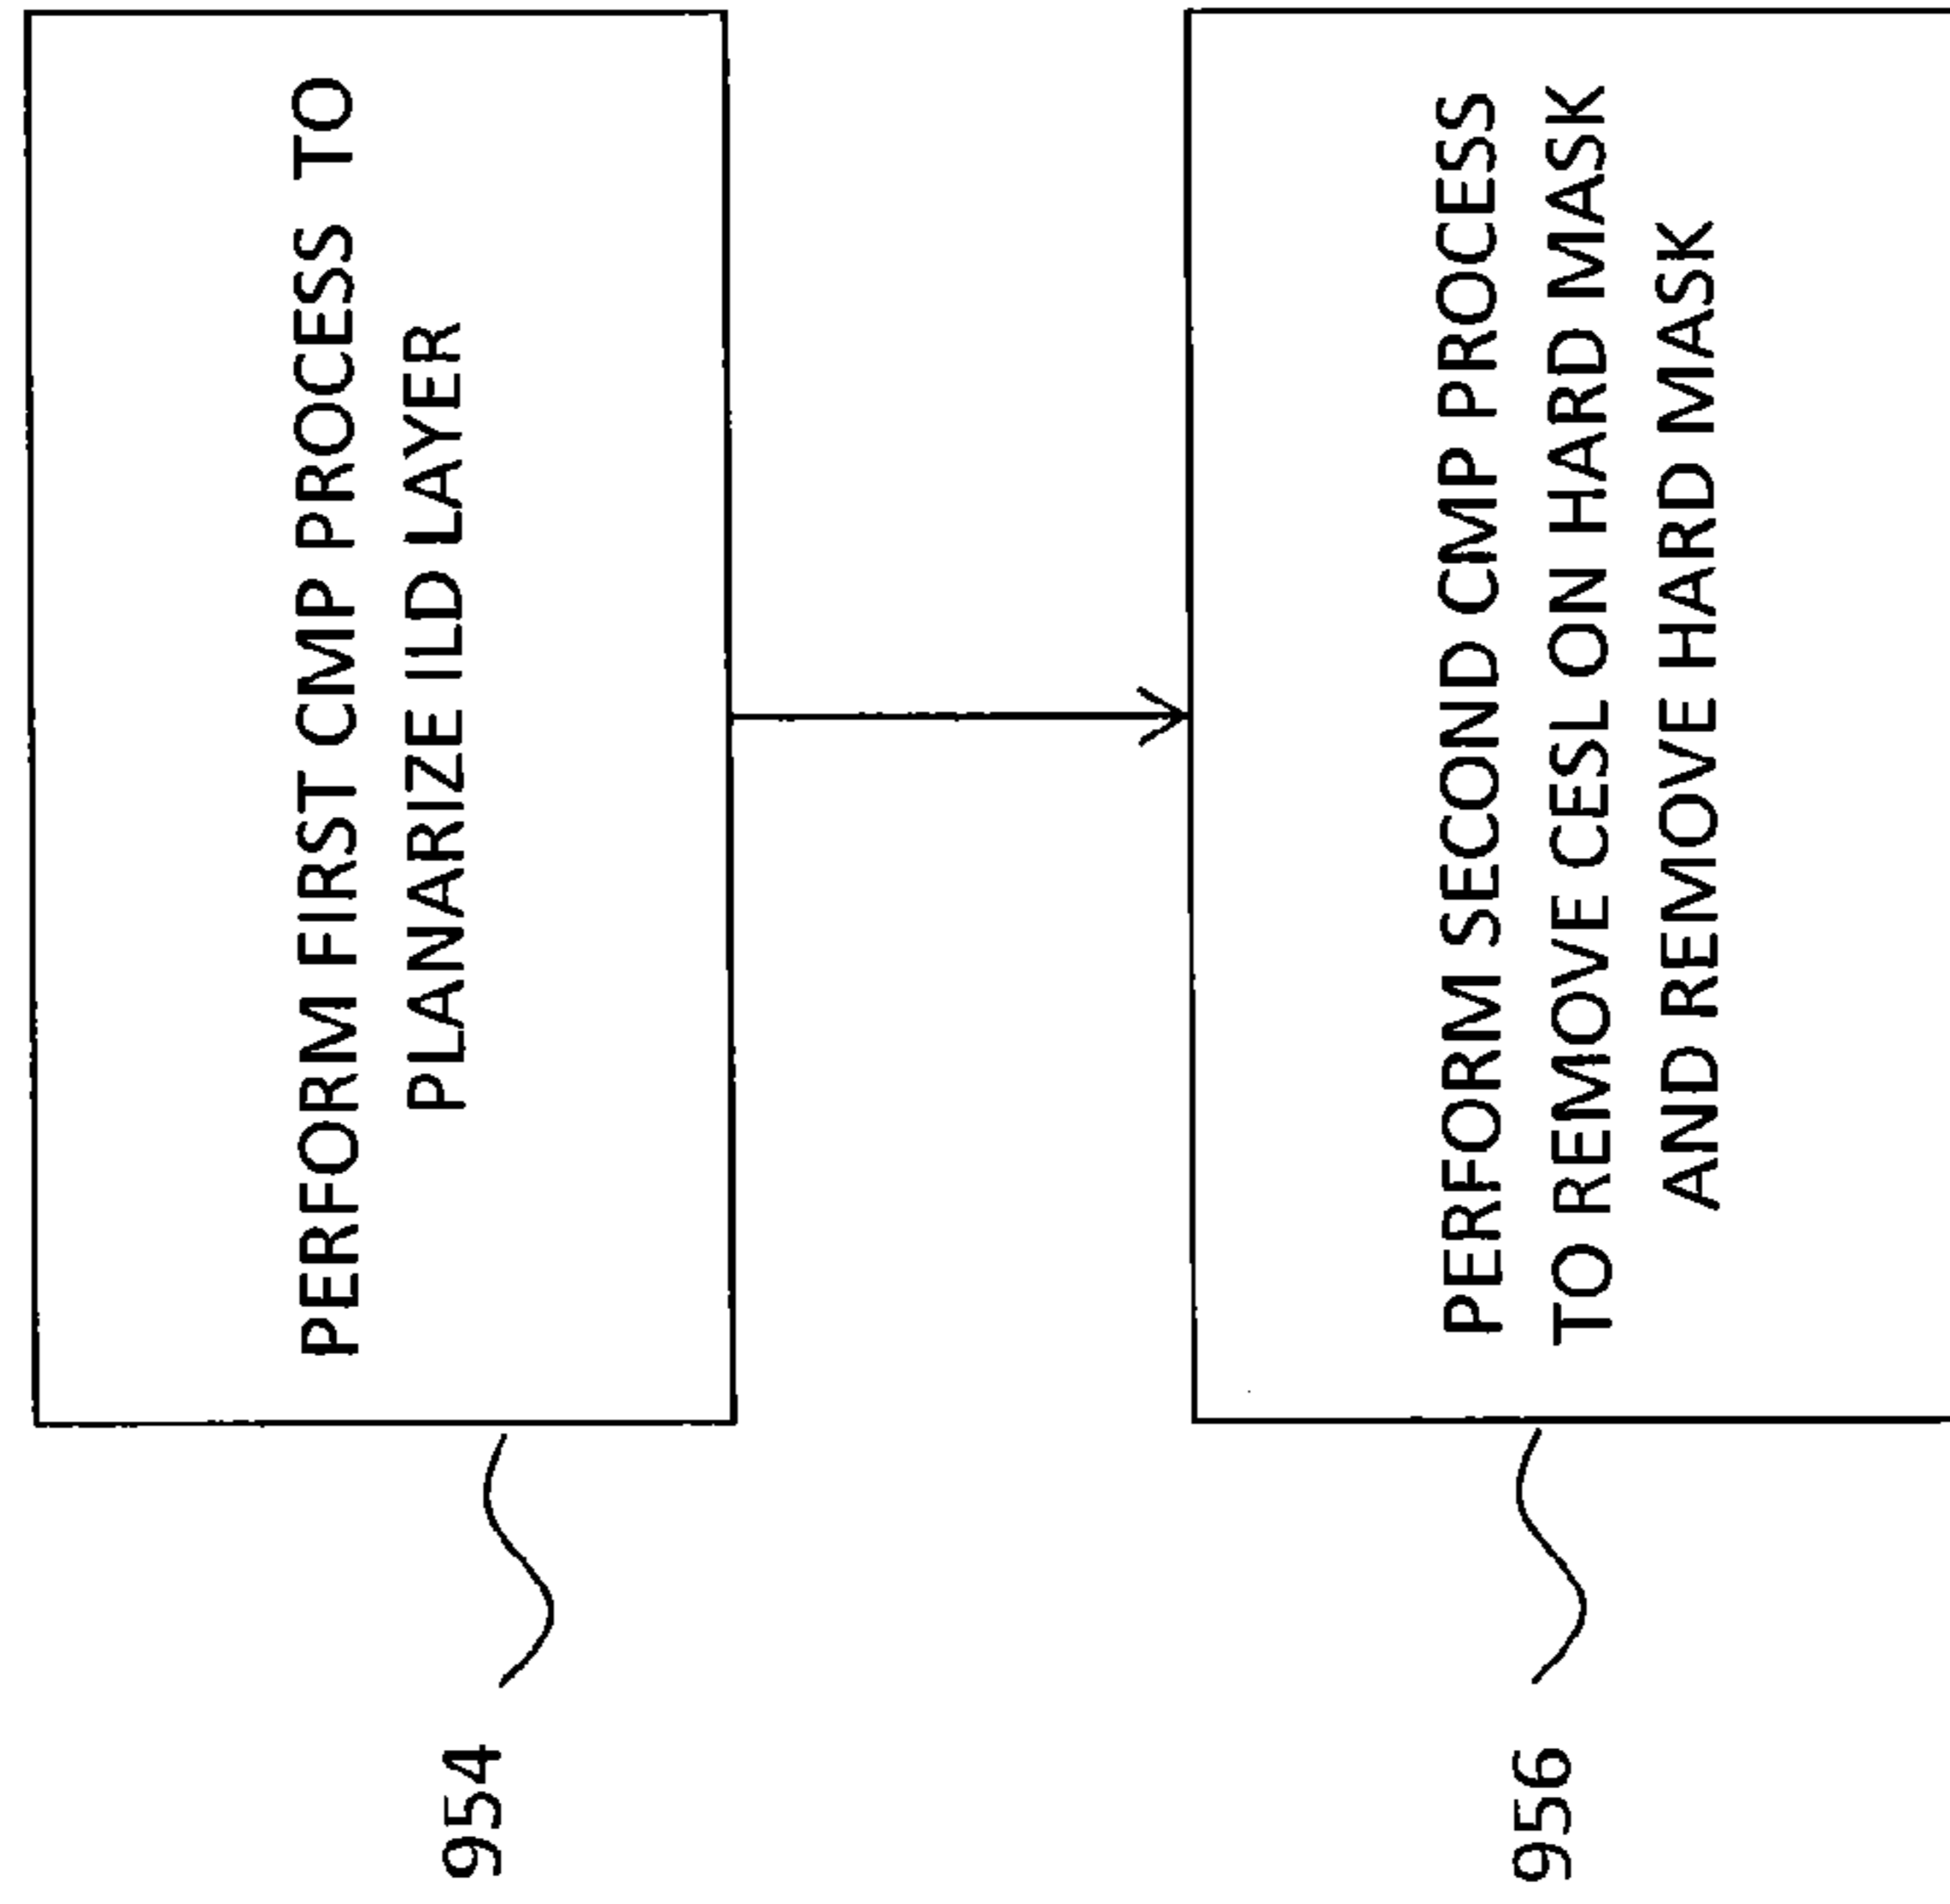 PERFORM FIRST CMP PROCESS TO
PLANARIZE ILD LAYER
954
PERFORM SECOND CMP PROCESS
TO REMOVE CESL ON HARD MASK
AND REMOVE HARD MASK
956